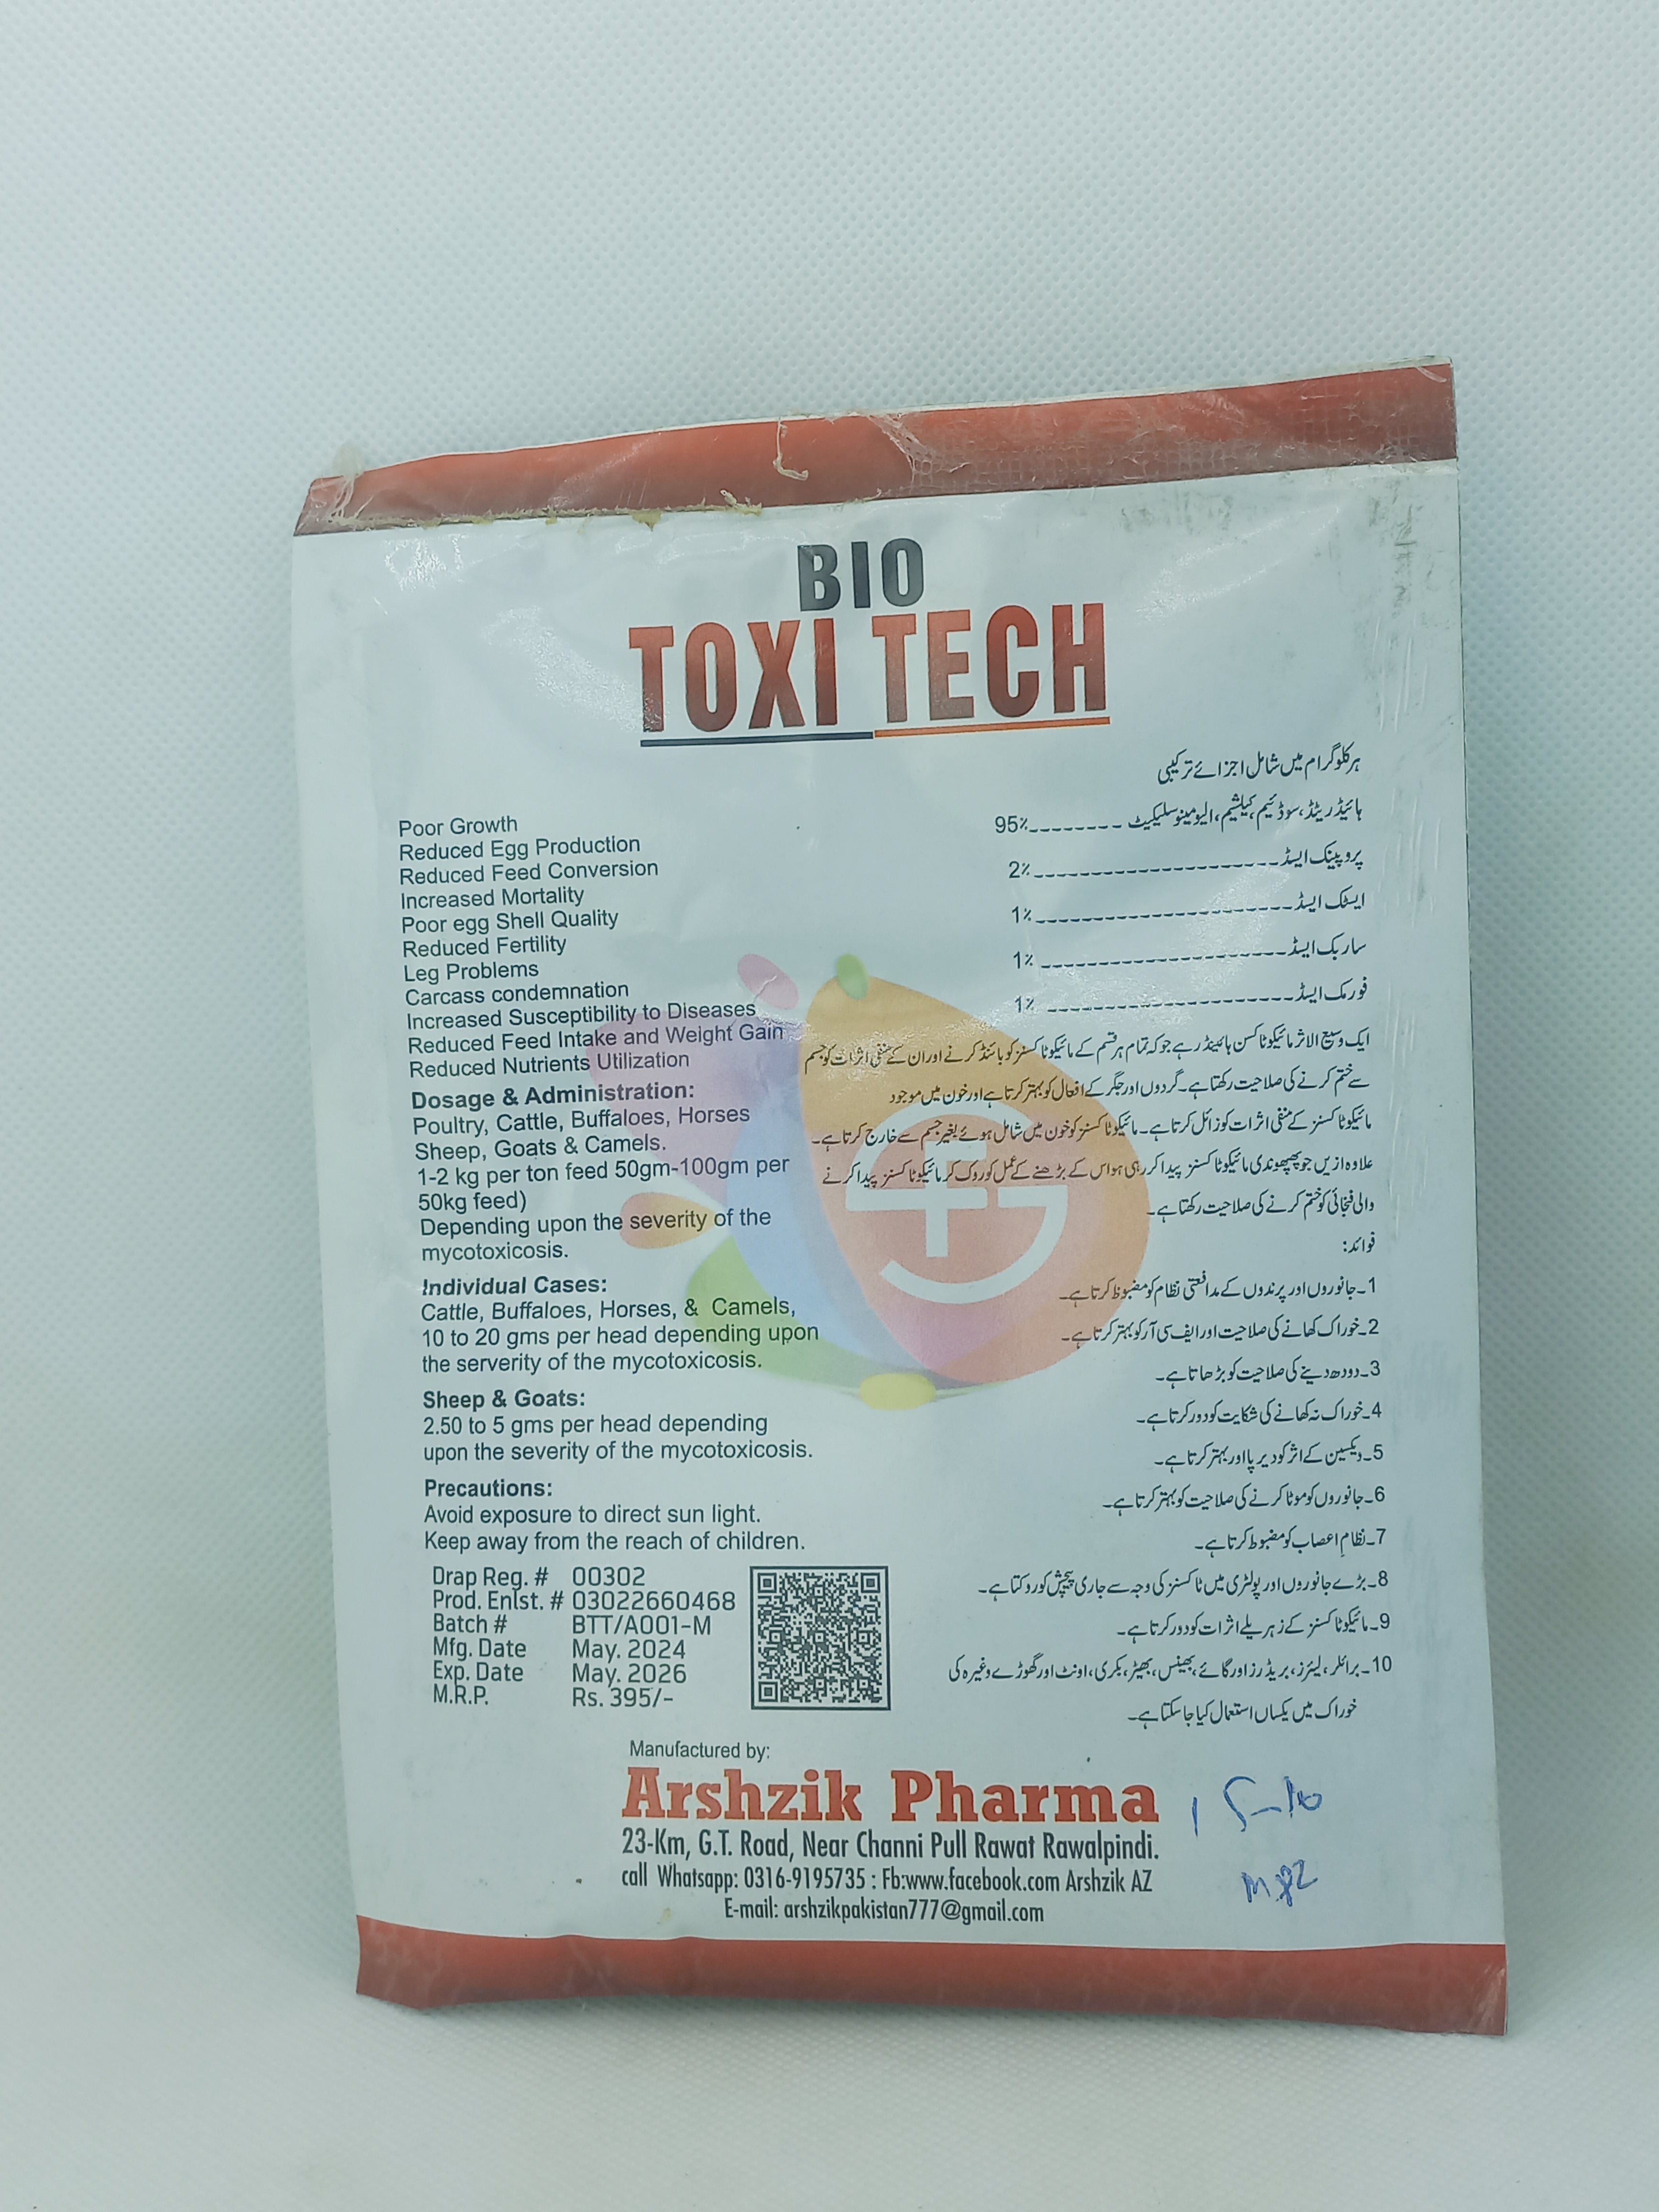 BIO
TOXI TECH
Poor Growth
Reduced Egg Production
Reduced Feed Conversion
Increased Mortality
Poor egg Shell Quality
Reduced Fertility
Leg Problems
Carcass condemnation
Increased Susceptibility to Diseases
Reduced Feed Intake and Weight Gain
Reduced Nutrients Utilization
Dosage & Administration:
Poultry, Cattle, Buffaloes, Horses
Sheep, Goats & Camels.
1-2 kg per ton feed 50gm-100gm per
50kg feed)
Depending upon the severity of the
mycotoxicosis.
Individual Cases:
Cattle, Buffaloes, Horses, & Camels,
10 to 20 gms per head depending upon
the serverity of the mycotoxicosis.
Sheep & Goats:
2.50 to 5 gms per head depending
upon the severity of the mycotoxicosis.
Precautions:
Avoid exposure to direct sun light.
Keep away from the reach of children.
ہر کلوگرام میں شامل اجزائے ترکیبی
ہائیڈریٹڈ، سوڈیم، کیلشیم، الیومینوسلیکیٹ -------- 95%
پروپینک ایسڈ -------------------- 2%
ایسٹک ایسڈ --------------------- 1%
ساربک ایسڈ -------------------- 1%
فورمک ایسڈ -------------------- 1%
ایک وسیع الاثر مائیکوٹاکسن بائینڈر ہے جو کہ تمام ہر قسم کے مائیکوٹاکسنز کو بائنڈ کرنے اور ان کے منفی اثرات کو جسم
سے ختم کرنے کی صلاحیت رکھتا ہے۔ گردوں اور جگر کے افعال کو بہتر کرتا ہے اور خون میں موجود
مائیکوٹاکسنز کے منفی اثرات کو زائل کرتا ہے۔ مائیکوٹاکسنز کو خون میں شامل ہوئے بغیر جسم سے خارج کرتا ہے۔
علاوہ ازیں جو پھپھوندی مائیکوٹاکسنز پیدا کر رہی ہو اس کے بڑھنے کے عمل کو روک کر مائیکوٹاکسنز پیدا کرنے
والی فنجائی کو ختم کرنے کی صلاحیت رکھتا ہے۔
فوائد:
1۔ جانوروں اور پرندوں کے مدافعتی نظام کو مضبوط کرتا ہے۔
2۔ خوراک کھانے کی صلاحیت اور ایف سی آر کو بہتر کرتا ہے۔
3۔ دودھ دینے کی صلاحیت کو بڑھاتا ہے۔
4۔ خوراک نہ کھانے کی شکایت کو دور کرتا ہے۔
5۔ ویکسین کے اثر کو دیرپا اور بہتر کرتا ہے۔
6۔ جانوروں کو موٹا کرنے کی صلاحیت کو بہتر کرتا ہے۔
7۔ نظامِ اعصاب کو مضبوط کرتا ہے۔
8۔ بڑے جانوروں اور پولٹری میں ٹاکسنز کی وجہ سے جاری پیچش کو روکتا ہے۔
9۔ مائیکوٹاکسنز کے زہریلے اثرات کو دور کرتا ہے۔
10۔ برائلر، لیئرز، بریڈرز اور گائے، بھینس، بھیڑ، بکری، اونٹ اور گھوڑے وغیرہ کی
خوراک میں یکساں استعمال کیا جا سکتا ہے۔
Drap Reg. # 00302
Prod. Enlst. # 03022660468
Batch # BTT/A001-M
Mfg. Date May. 2024
Exp. Date May. 2026
M.R.P. Rs. 395/-
Manufactured by:
Arshzik Pharma
23-Km, G.T. Road, Near Channi Pull Rawat Rawalpindi.
call Whatsapp: 0316-9195735 : Fb:www.facebook.com Arshzik AZ
E-mail: arshzikpakistan777@gmail.com